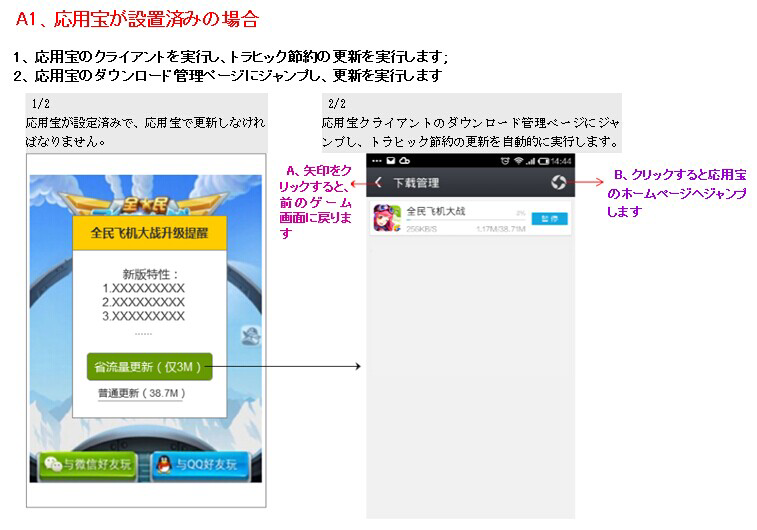 A1、応用宝が設置済みの場合
1、応用宝のクライアントを実行し、トラヒック節約の更新を実行します;
2、応用宝のダウンロード管理ページにジャンプし、更新を実行します
1/2
応用宝が設定済みで、応用宝で更新しなけれ
ばなりません。
2/2
応用宝クライアントのダウンロード管理ページにジャ
ンプし、トラヒック節約の更新を自動的に実行します。
全民
全民飞机大战升级提醒
新版特性：
1.XXXXXXXXX
2.XXXXXXXXX
3.XXXXXXXXX
......
省流量更新（仅3M）
普通更新（38.7M）
与微信好友玩
与QQ好友玩
A、矢印をク
リックすると、
前のゲーム
画面に戻りま
す
14:44
下载管理
全民飞机大战
256KB/S
1.17M/38.71M
暂停
B、クリックすると応用宝
のホームページへジャンプ
します